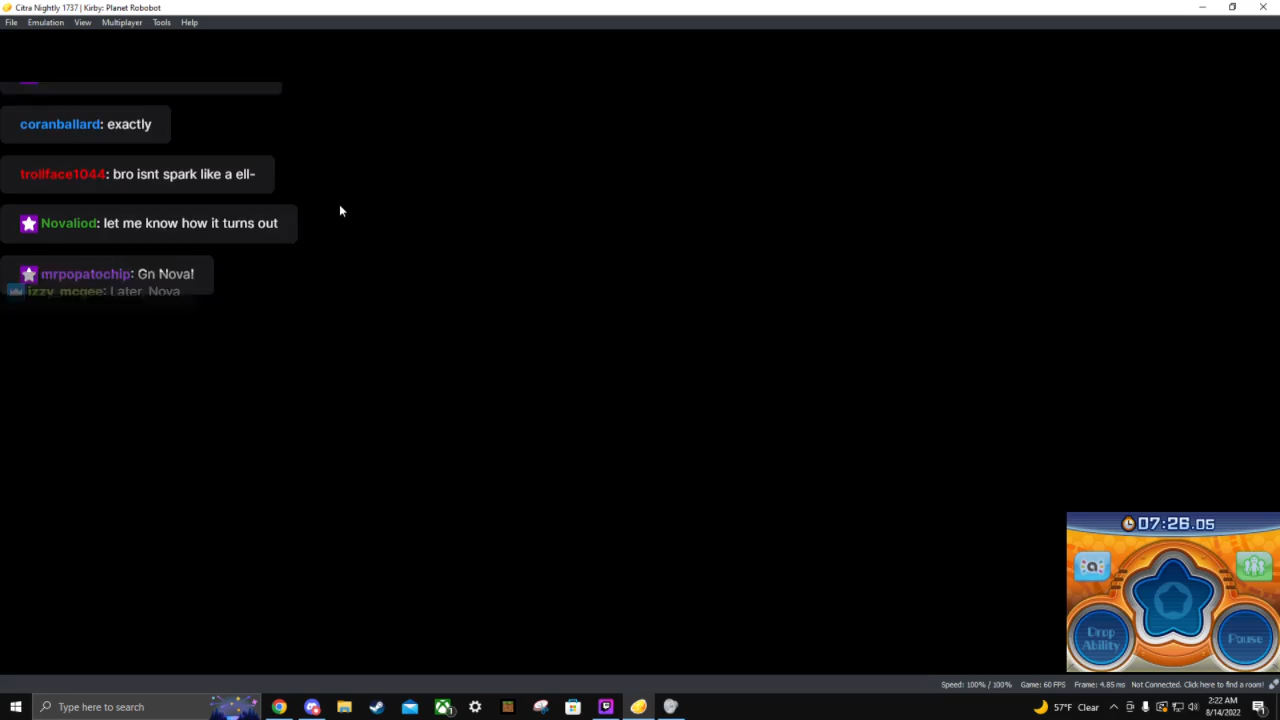 Citra Nightly 1737 | Kirby: Planet Robobot
File Emulation View Multiplayer Tools Help
coranballard: exactly
trollface1044: bro isnt spark like a ell-
Novaliod: let me know how it turns out
mrpopatochip: Gn Nova!
izzy_mcgee: Later, Nova
07:26.05
a
Drop Ability
Pause
Speed: 100% / 100% Game: 60 FPS Frame: 4.85 ms Not Connected. Click here to find a room!
Type here to search
57°F Clear
2:22 AM
8/14/2022